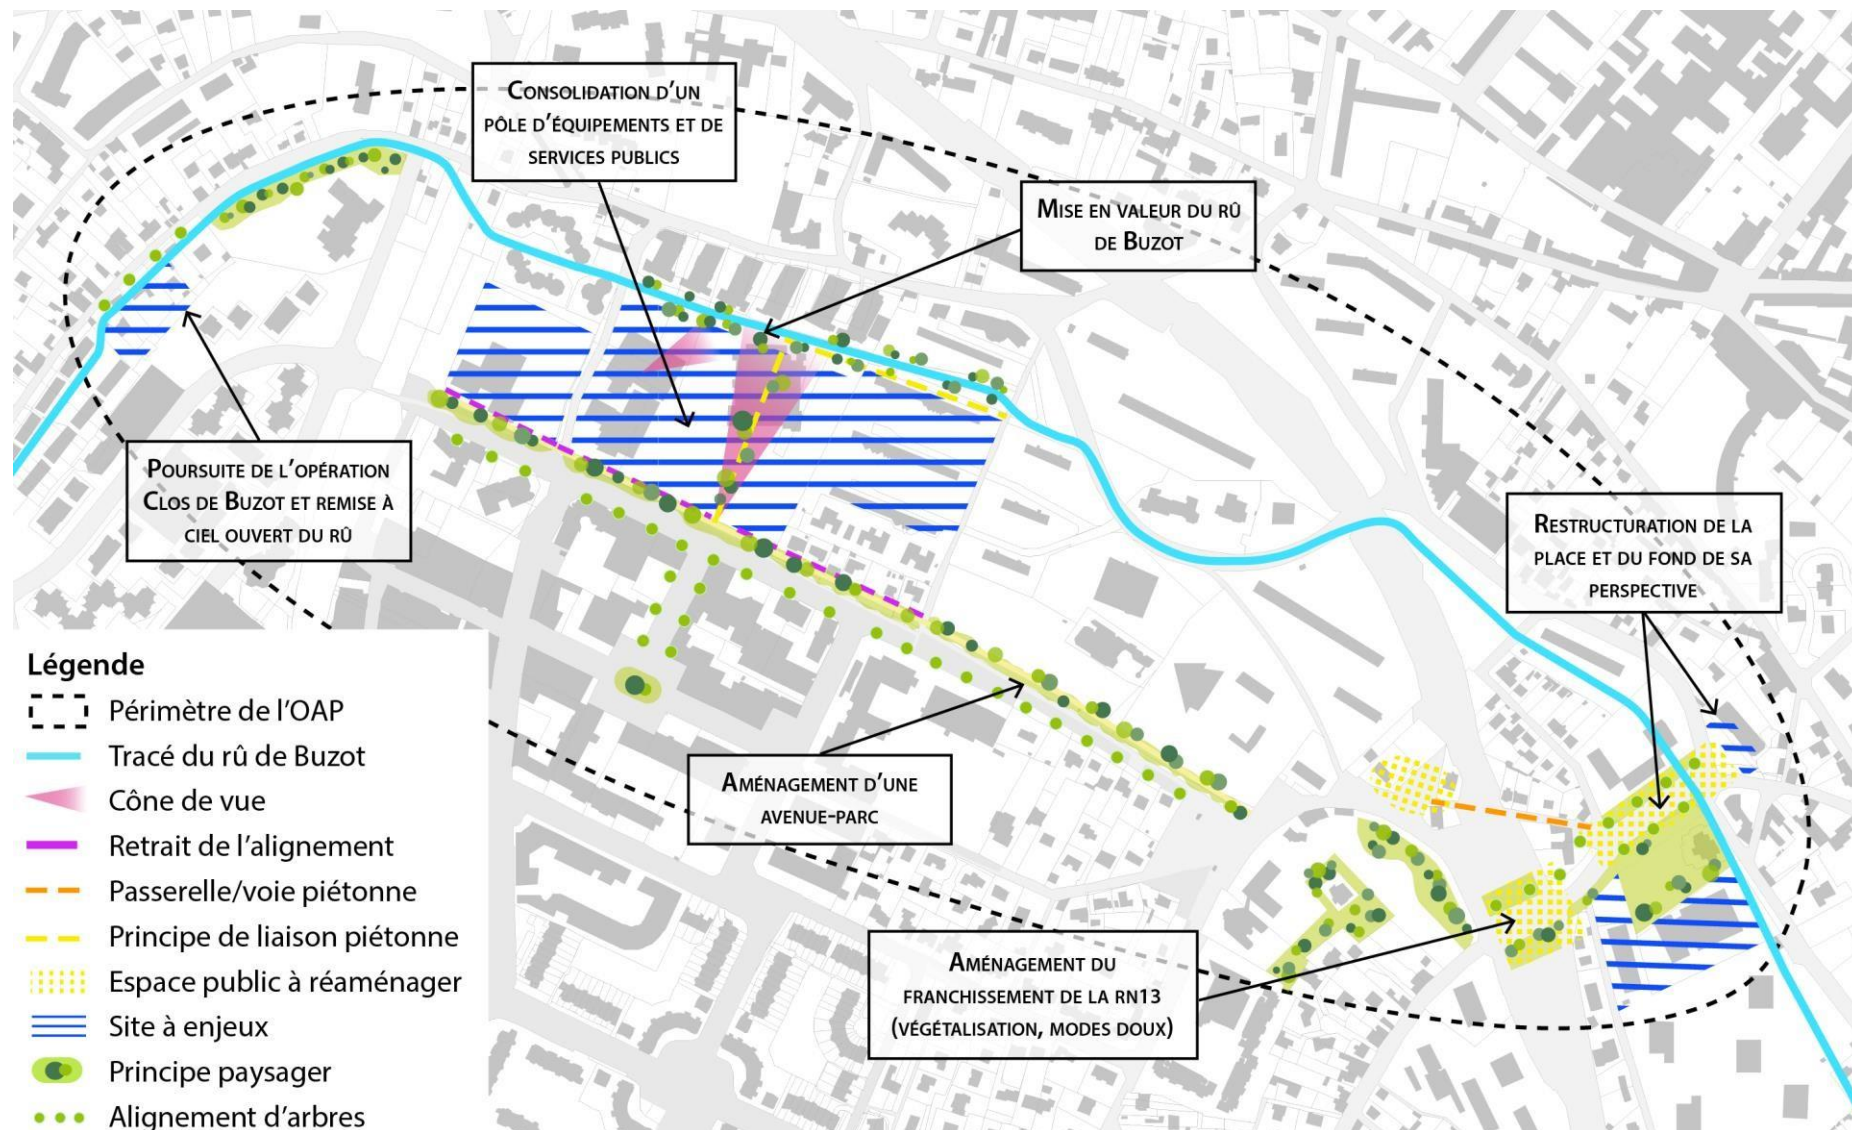 Consolidation d'un
pôle d'équipements et de
services publics
Mise en valeur du rû
de Buzot
Poursuite de l'opération
Clos de Buzot et remise à
ciel ouvert du rû
Restructuration de la
place et du fond de sa
perspective
Aménagement d'une
avenue-parc
Aménagement du
franchissement de la rn13
(végétalisation, modes doux)
Légende
Périmètre de l'OAP
Tracé du rû de Buzot
Cône de vue
Retrait de l'alignement
Passerelle/voie piétonne
Principe de liaison piétonne
Espace public à réaménager
Site à enjeux
Principe paysager
Alignement d'arbres